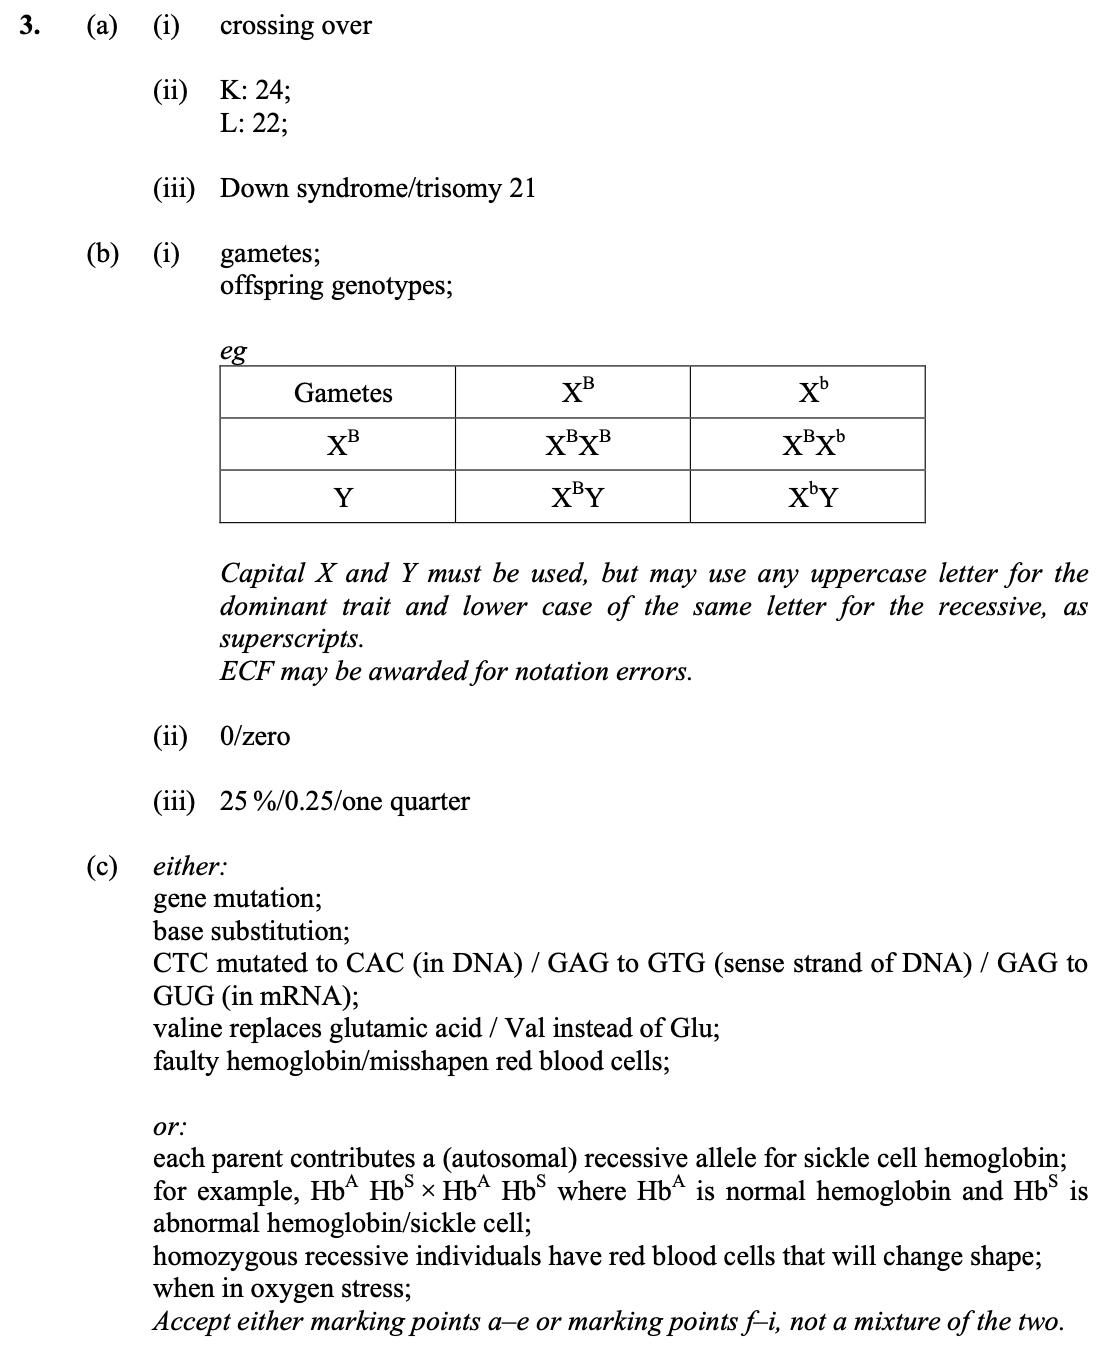 3. (a) (i) crossing over
(ii) K: 24;
L: 22;
(iii) Down syndrome/trisomy 21
(b) (i) gametes;
offspring genotypes;
eg
Gametes X^B X^b
X^B X^BX^B X^BX^b
Y X^BY X^bY
Capital X and Y must be used, but may use any uppercase letter for the
dominant trait and lower case of the same letter for the recessive, as
superscripts.
ECF may be awarded for notation errors.
(ii) 0/zero
(iii) 25 %/0.25/one quarter
(c) either:
gene mutation;
base substitution;
CTC mutated to CAC (in DNA) / GAG to GTG (sense strand of DNA) / GAG to
GUG (in mRNA);
valine replaces glutamic acid / Val instead of Glu;
faulty hemoglobin/misshapen red blood cells;
or:
each parent contributes a (autosomal) recessive allele for sickle cell hemoglobin;
for example, Hb^A Hb^S × Hb^A Hb^S where Hb^A is normal hemoglobin and Hb^S is
abnormal hemoglobin/sickle cell;
homozygous recessive individuals have red blood cells that will change shape;
when in oxygen stress;
Accept either marking points a–e or marking points f–i, not a mixture of the two.